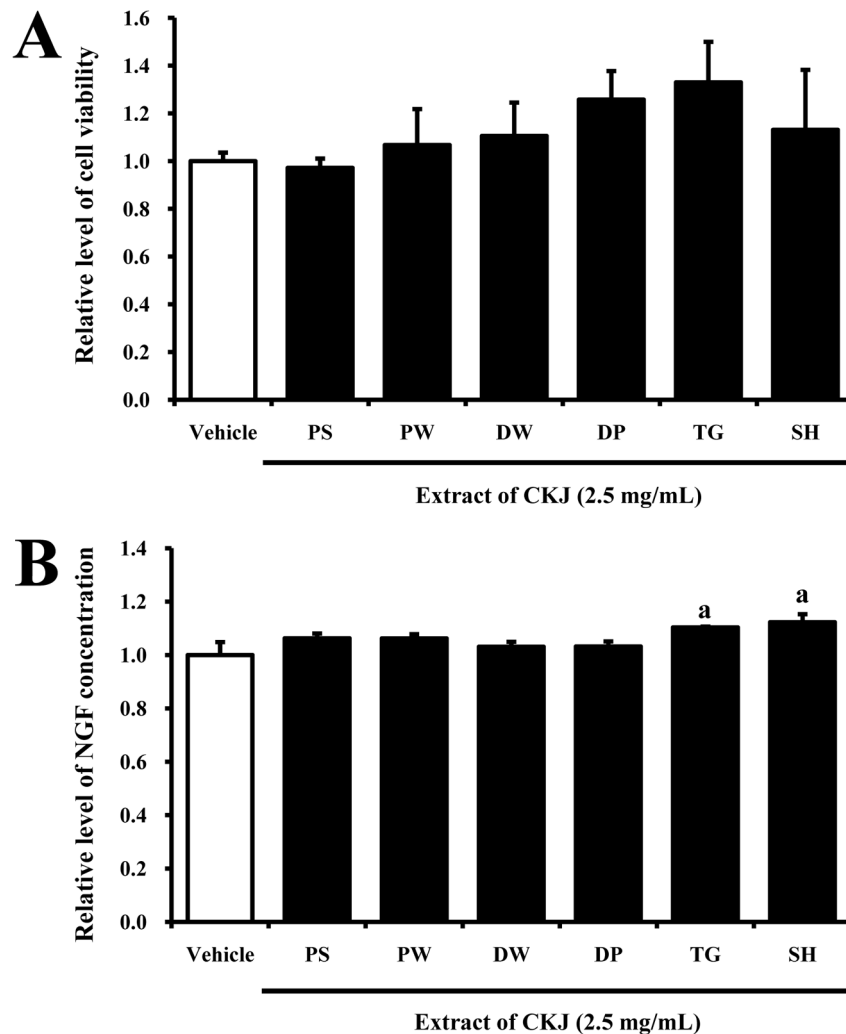 A
Relative level of cell viability
1.6
1.4
1.2
1.0
0.8
0.6
0.4
0.2
0.0
Vehicle PS PW DW DP TG SH
Extract of CKJ (2.5 mg/mL)
B
Relative level of NGF concentration
1.4
1.2
1.0
0.8
0.6
0.4
0.2
0.0
a a
Vehicle PS PW DW DP TG SH
Extract of CKJ (2.5 mg/mL)